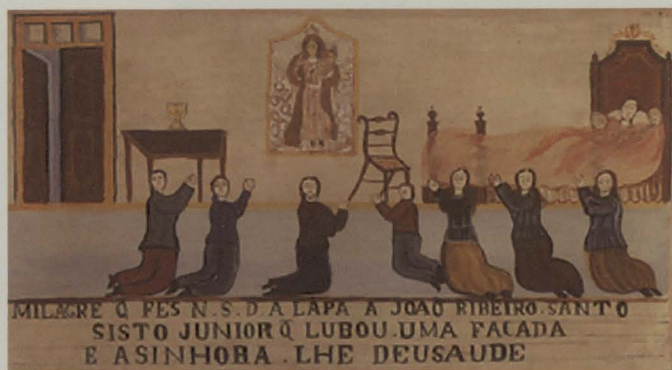 MILAGRE Q FES N.S.D.A LAPA A JOAO RIBEIRO.SANTO
SISTO JUNIOR Q̃ LUBOU.UMA FACADA
E ASINHORA.LHE DEUSAUDE